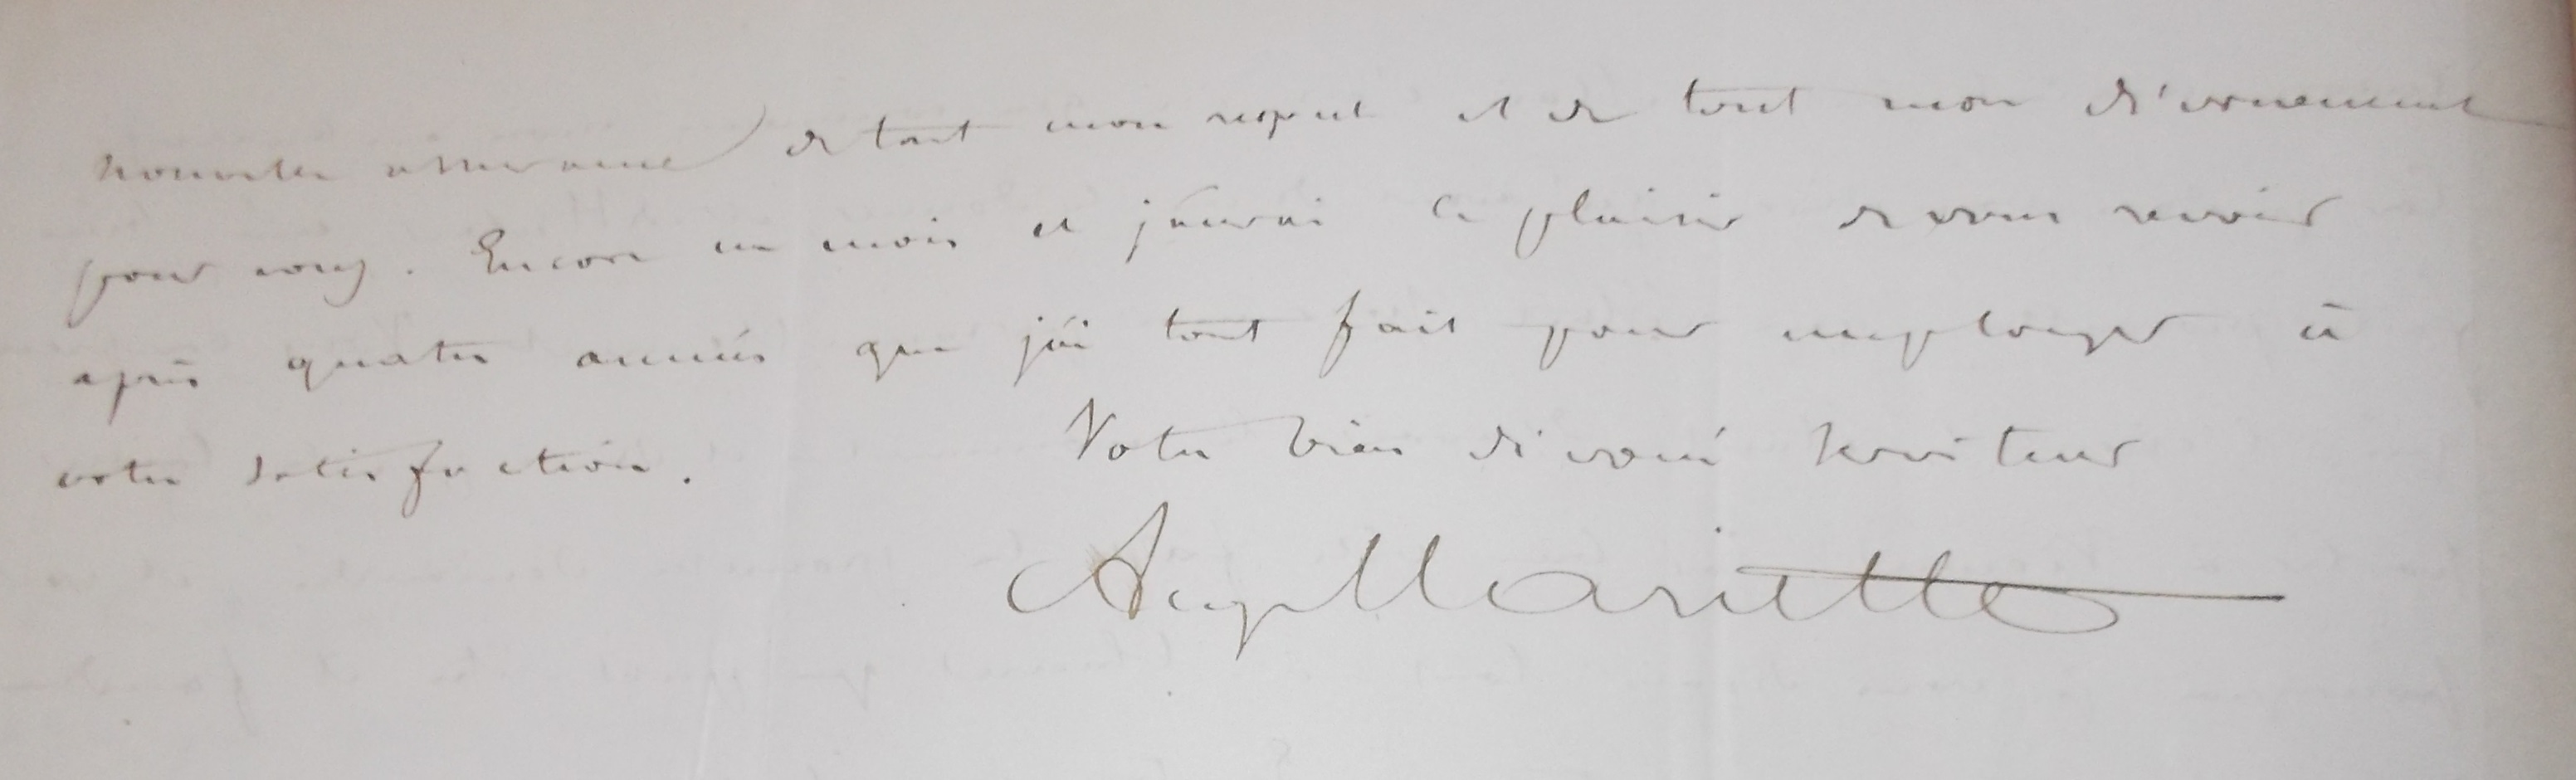 nouvelle assurance de tout mon respect et de tout mon dévouement
pour vous. Encore un mois et j'aurai le plaisir de vous revoir
après quatre années que j'ai tout fait pour employer à
votre satisfaction.
Votre bien dévoué serviteur
Aug Mariette